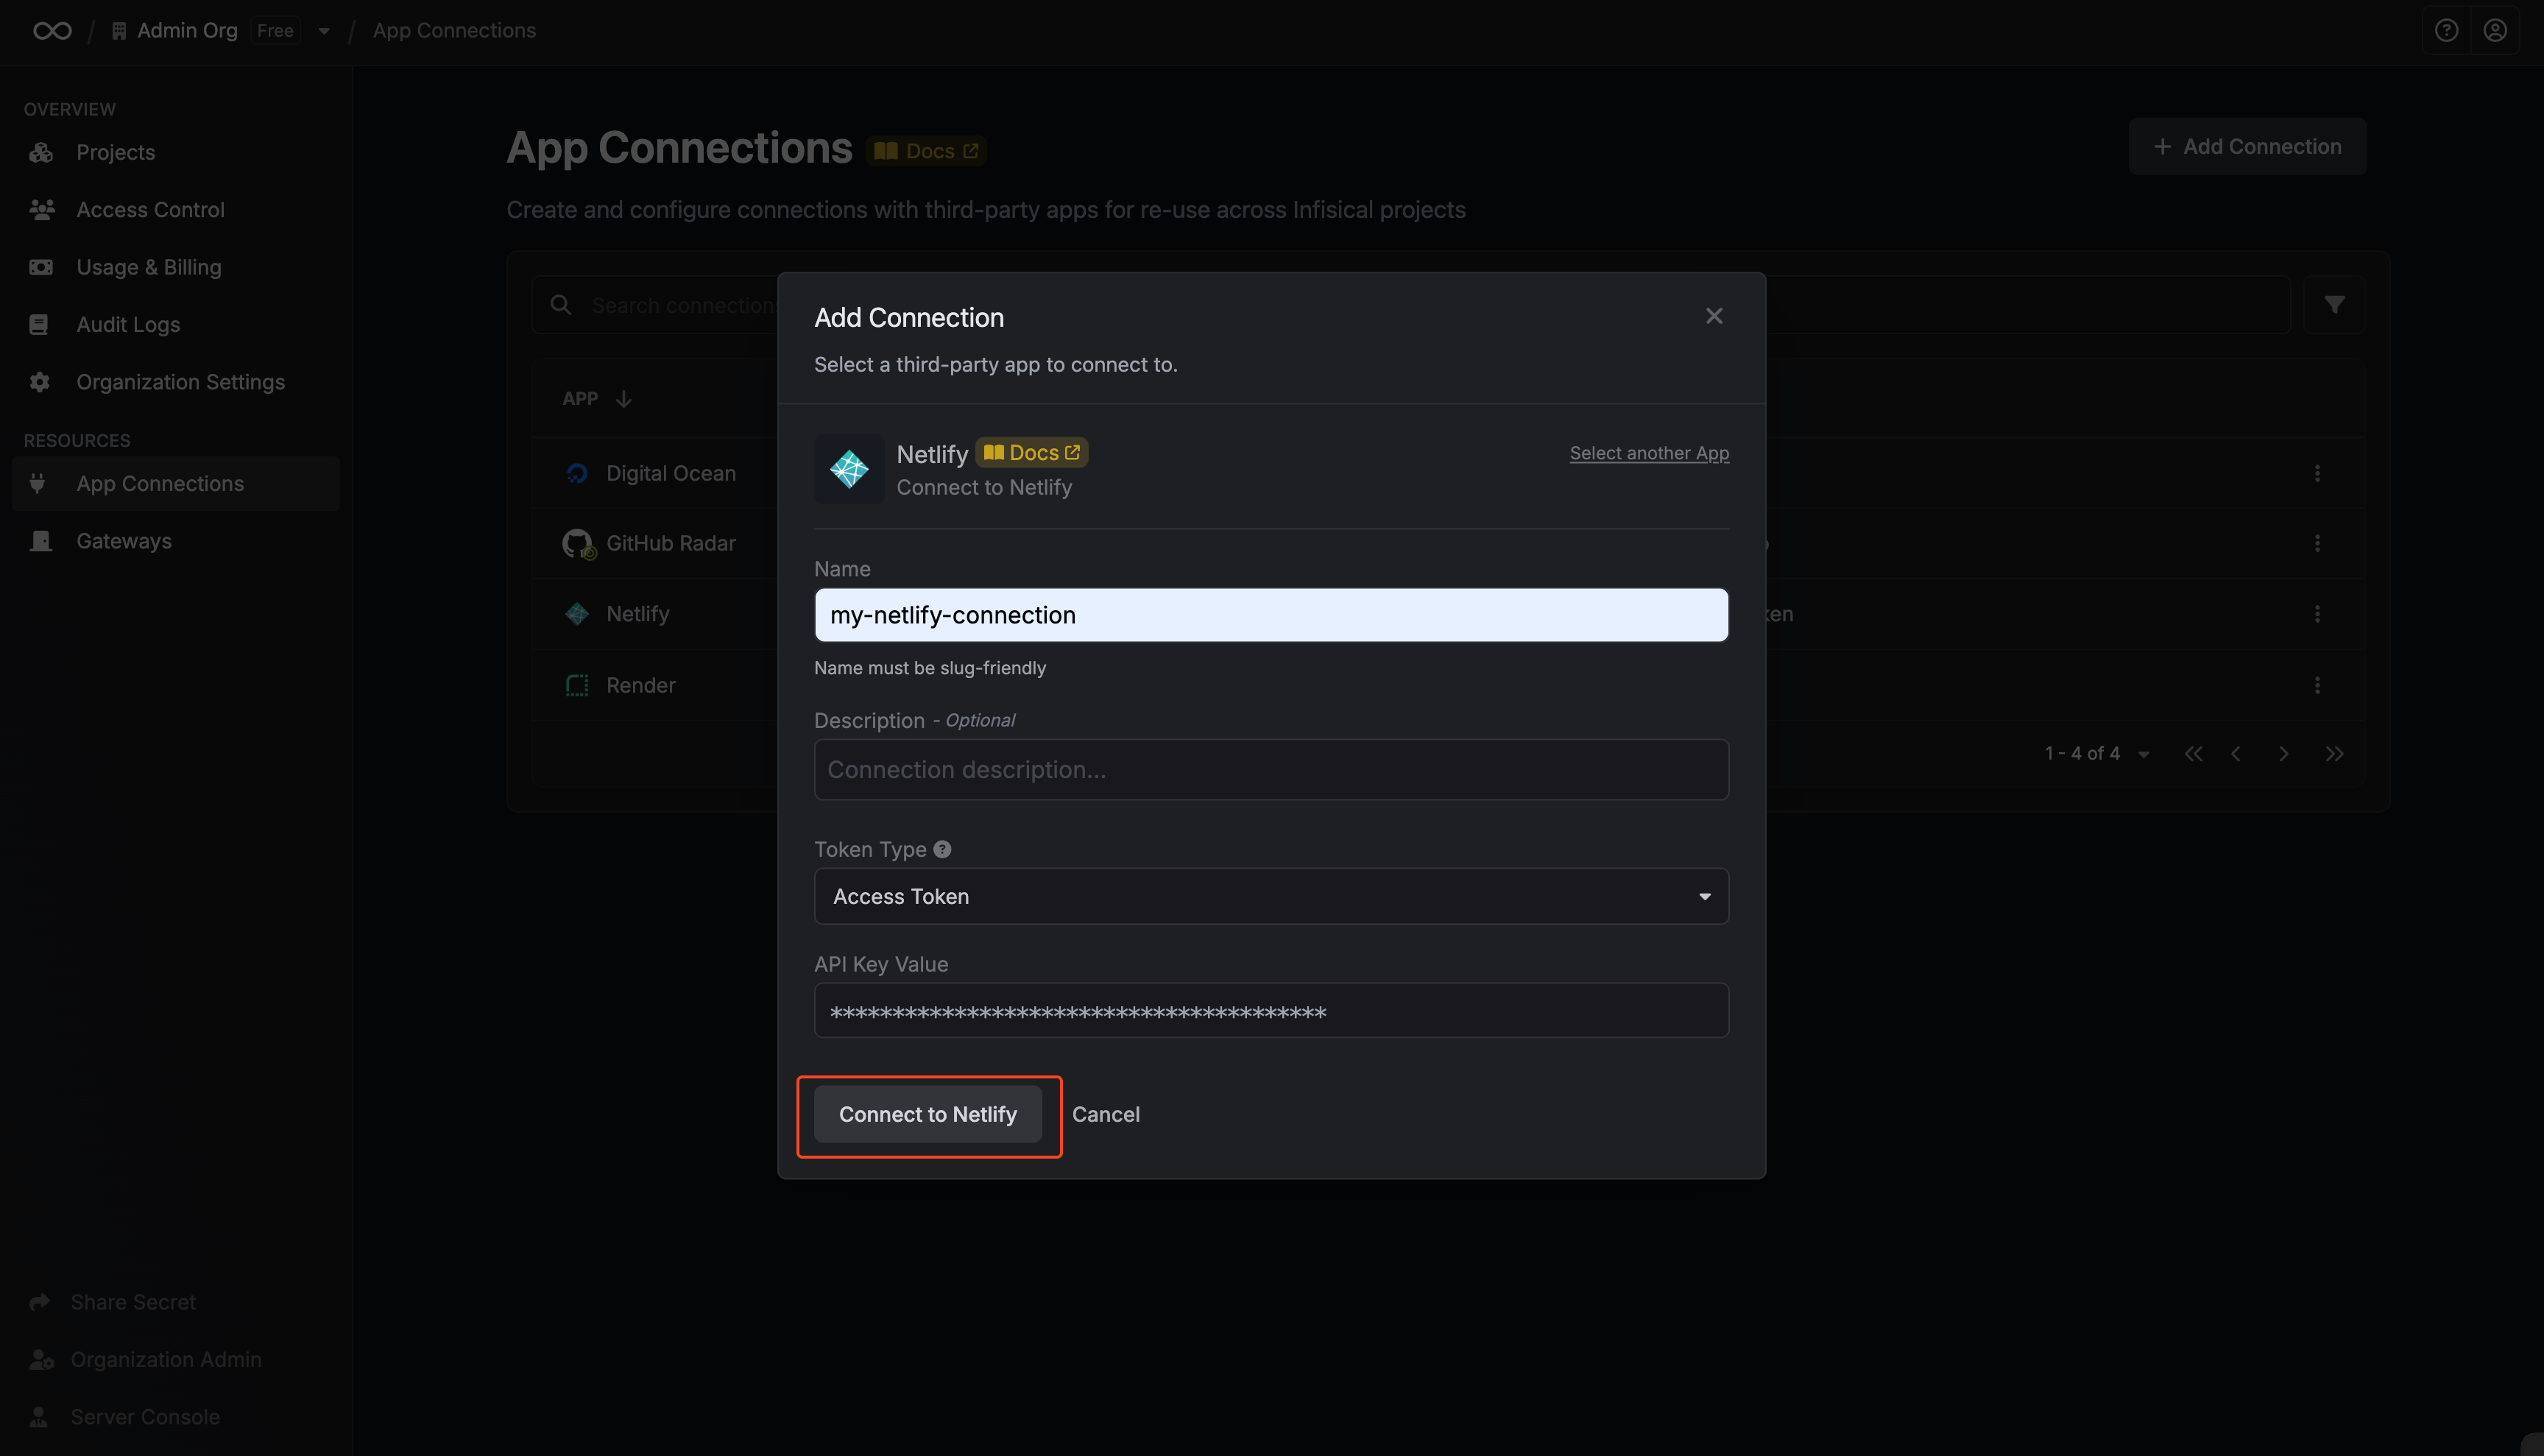 / Admin Org Free / App Connections
OVERVIEW
Projects
Access Control
Usage & Billing
Audit Logs
Organization Settings
RESOURCES
App Connections
Gateways
Share Secret
Organization Admin
Server Console
App Connections Docs
+ Add Connection
Create and configure connections with third-party apps for re-use across Infisical projects
Search connection
APP
Digital Ocean
GitHub Radar
Netlify
Render
1 - 4 of 4
Add Connection
Select a third-party app to connect to.
Netlify Docs
Select another App
Connect to Netlify
Name
my-netlify-connection
Name must be slug-friendly
Description - Optional
Connection description...
Token Type
Access Token
API Key Value
****************************************
Connect to Netlify
Cancel